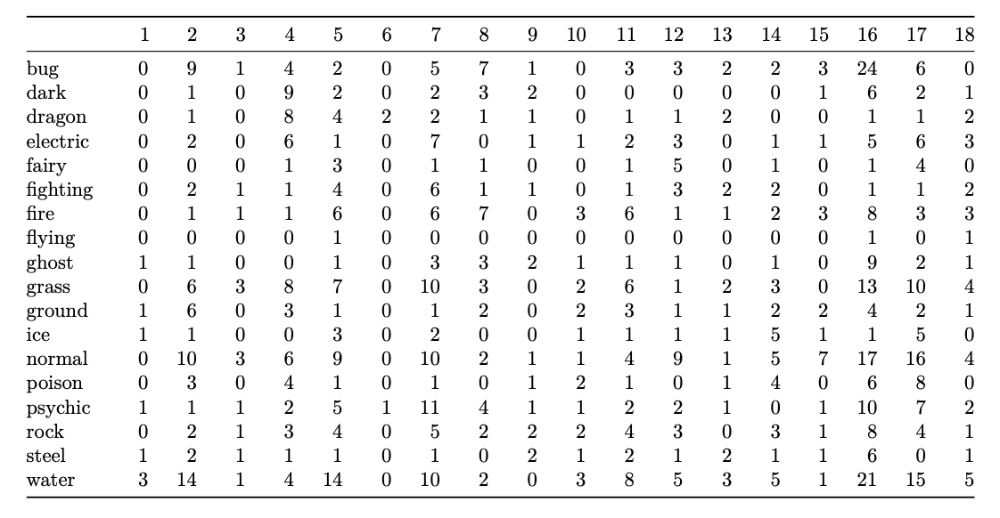 1 2 3 4 5 6 7 8 9 10 11 12 13 14 15 16 17 18
bug 0 9 1 4 2 0 5 7 1 0 3 3 2 2 3 24 6 0
dark 0 1 0 9 2 0 2 3 2 0 0 0 0 0 1 6 2 1
dragon 0 1 0 8 4 2 2 1 1 0 1 1 2 0 0 1 1 2
electric 0 2 0 6 1 0 7 0 1 1 2 3 0 1 1 5 6 3
fairy 0 0 0 1 3 0 1 1 0 0 1 5 0 1 0 1 4 0
fighting 0 2 1 1 4 0 6 1 1 0 1 3 2 2 0 1 1 2
fire 0 1 1 1 6 0 6 7 0 3 6 1 1 2 3 8 3 3
flying 0 0 0 0 1 0 0 0 0 0 0 0 0 0 0 1 0 1
ghost 1 1 0 0 1 0 3 3 2 1 1 1 0 1 0 9 2 1
grass 0 6 3 8 7 0 10 3 0 2 6 1 2 3 0 13 10 4
ground 1 6 0 3 1 0 1 2 0 2 3 1 1 2 2 4 2 1
ice 1 1 0 0 3 0 2 0 0 1 1 1 1 5 1 1 5 0
normal 0 10 3 6 9 0 10 2 1 1 4 9 1 5 7 17 16 4
poison 0 3 0 4 1 0 1 0 1 2 1 0 1 4 0 6 8 0
psychic 1 1 1 2 5 1 11 4 1 1 2 2 1 0 1 10 7 2
rock 0 2 1 3 4 0 5 2 2 2 4 3 0 3 1 8 4 1
steel 1 2 1 1 1 0 1 0 2 1 2 1 2 1 1 6 0 1
water 3 14 1 4 14 0 10 2 0 3 8 5 3 5 1 21 15 5